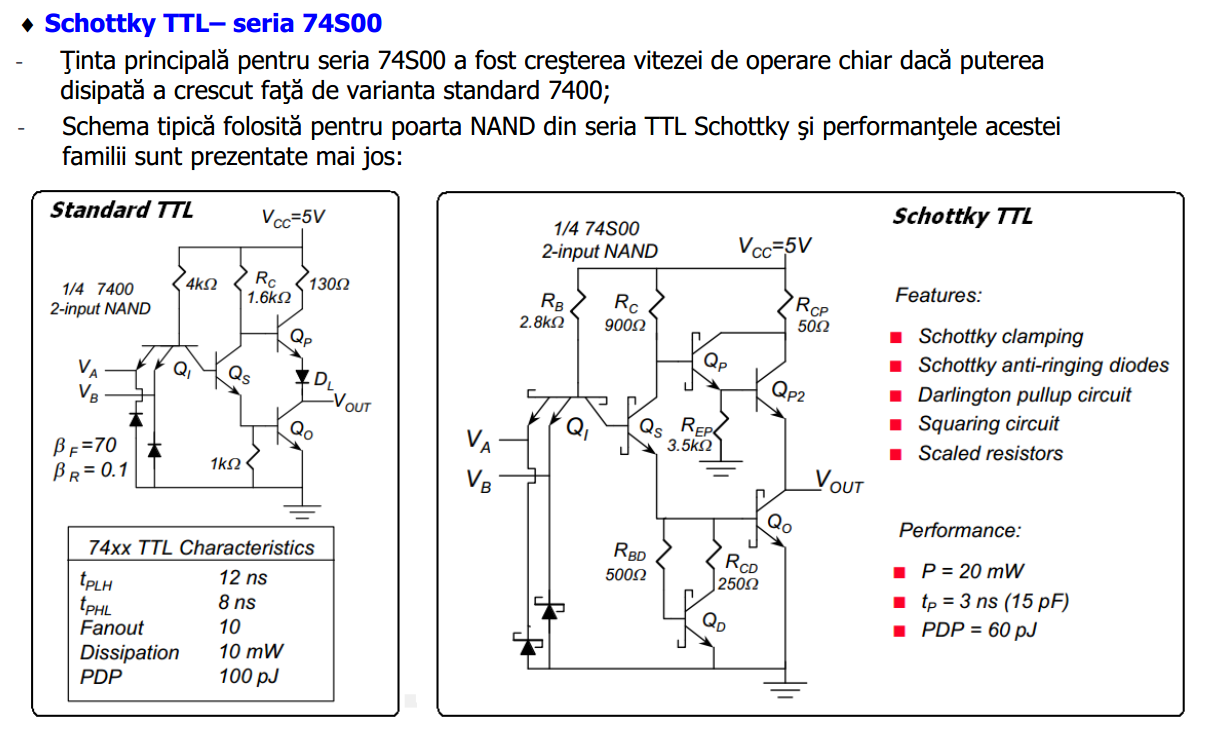 ♦ Schottky TTL– seria 74S00
- Ţinta principală pentru seria 74S00 a fost creşterea vitezei de operare chiar dacă puterea
disipată a crescut faţă de varianta standard 7400;
- Schema tipică folosită pentru poarta NAND din seria TTL Schottky şi performanţele acestei
familii sunt prezentate mai jos:
Standard TTL
VCC=5V
4kΩ
RC
1.6kΩ
130Ω
1/4 7400
2-input NAND
QP
VA
QI
QS
DL
VB
VOUT
QO
βF=70
βR= 0.1
1kΩ
74xx TTL Characteristics
tPLH 12 ns
tPHL 8 ns
Fanout 10
Dissipation 10 mW
PDP 100 pJ
1/4 74S00
2-input NAND
VCC=5V
RB
2.8kΩ
RC
900Ω
RCP
50Ω
QP
QP2
QI
QS
REP
3.5kΩ
VA
VB
VOUT
QO
RBD
500Ω
RCD
250Ω
QD
Schottky TTL
Features:
■ Schottky clamping
■ Schottky anti-ringing diodes
■ Darlington pullup circuit
■ Squaring circuit
■ Scaled resistors
Performance:
■ P = 20 mW
■ tP = 3 ns (15 pF)
■ PDP = 60 pJ